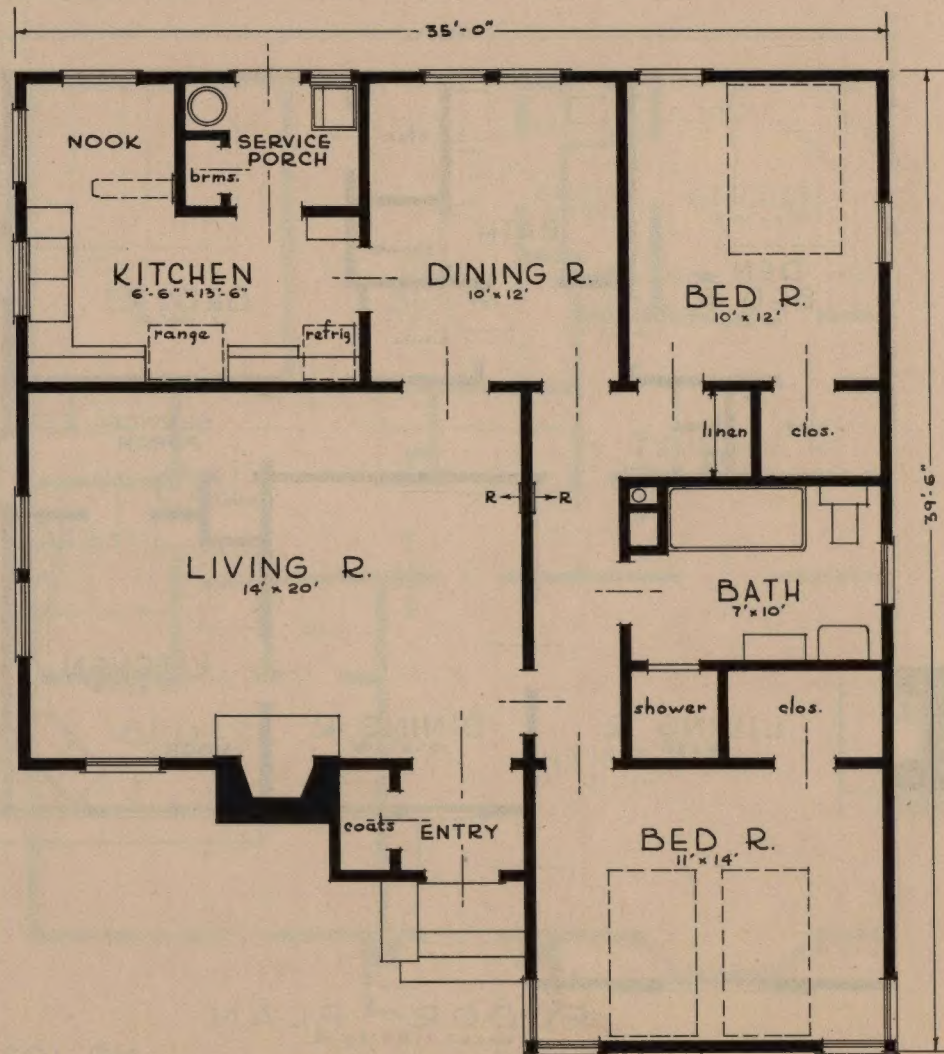 35'-0"
NOOK
SERVICE
PORCH
brms.
KITCHEN
6'-6" x 13'-6"
range
refrig
DINING R.
10' x 12'
BED R.
10' x 12'
linen
clos.
R
R
39'-6"
LIVING R.
14' x 20'
BATH
7' x 10'
shower
clos.
coats
ENTRY
BED R.
11' x 14'